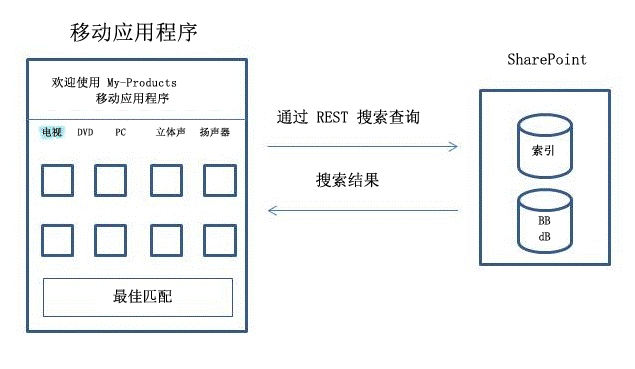 移动应用程序
SharePoint
欢迎使用 My-Products
移动应用程序
电视 DVD PC 立体声 扬声器
通过 REST 搜索查询
搜索结果
索引
BB
dB
最佳匹配